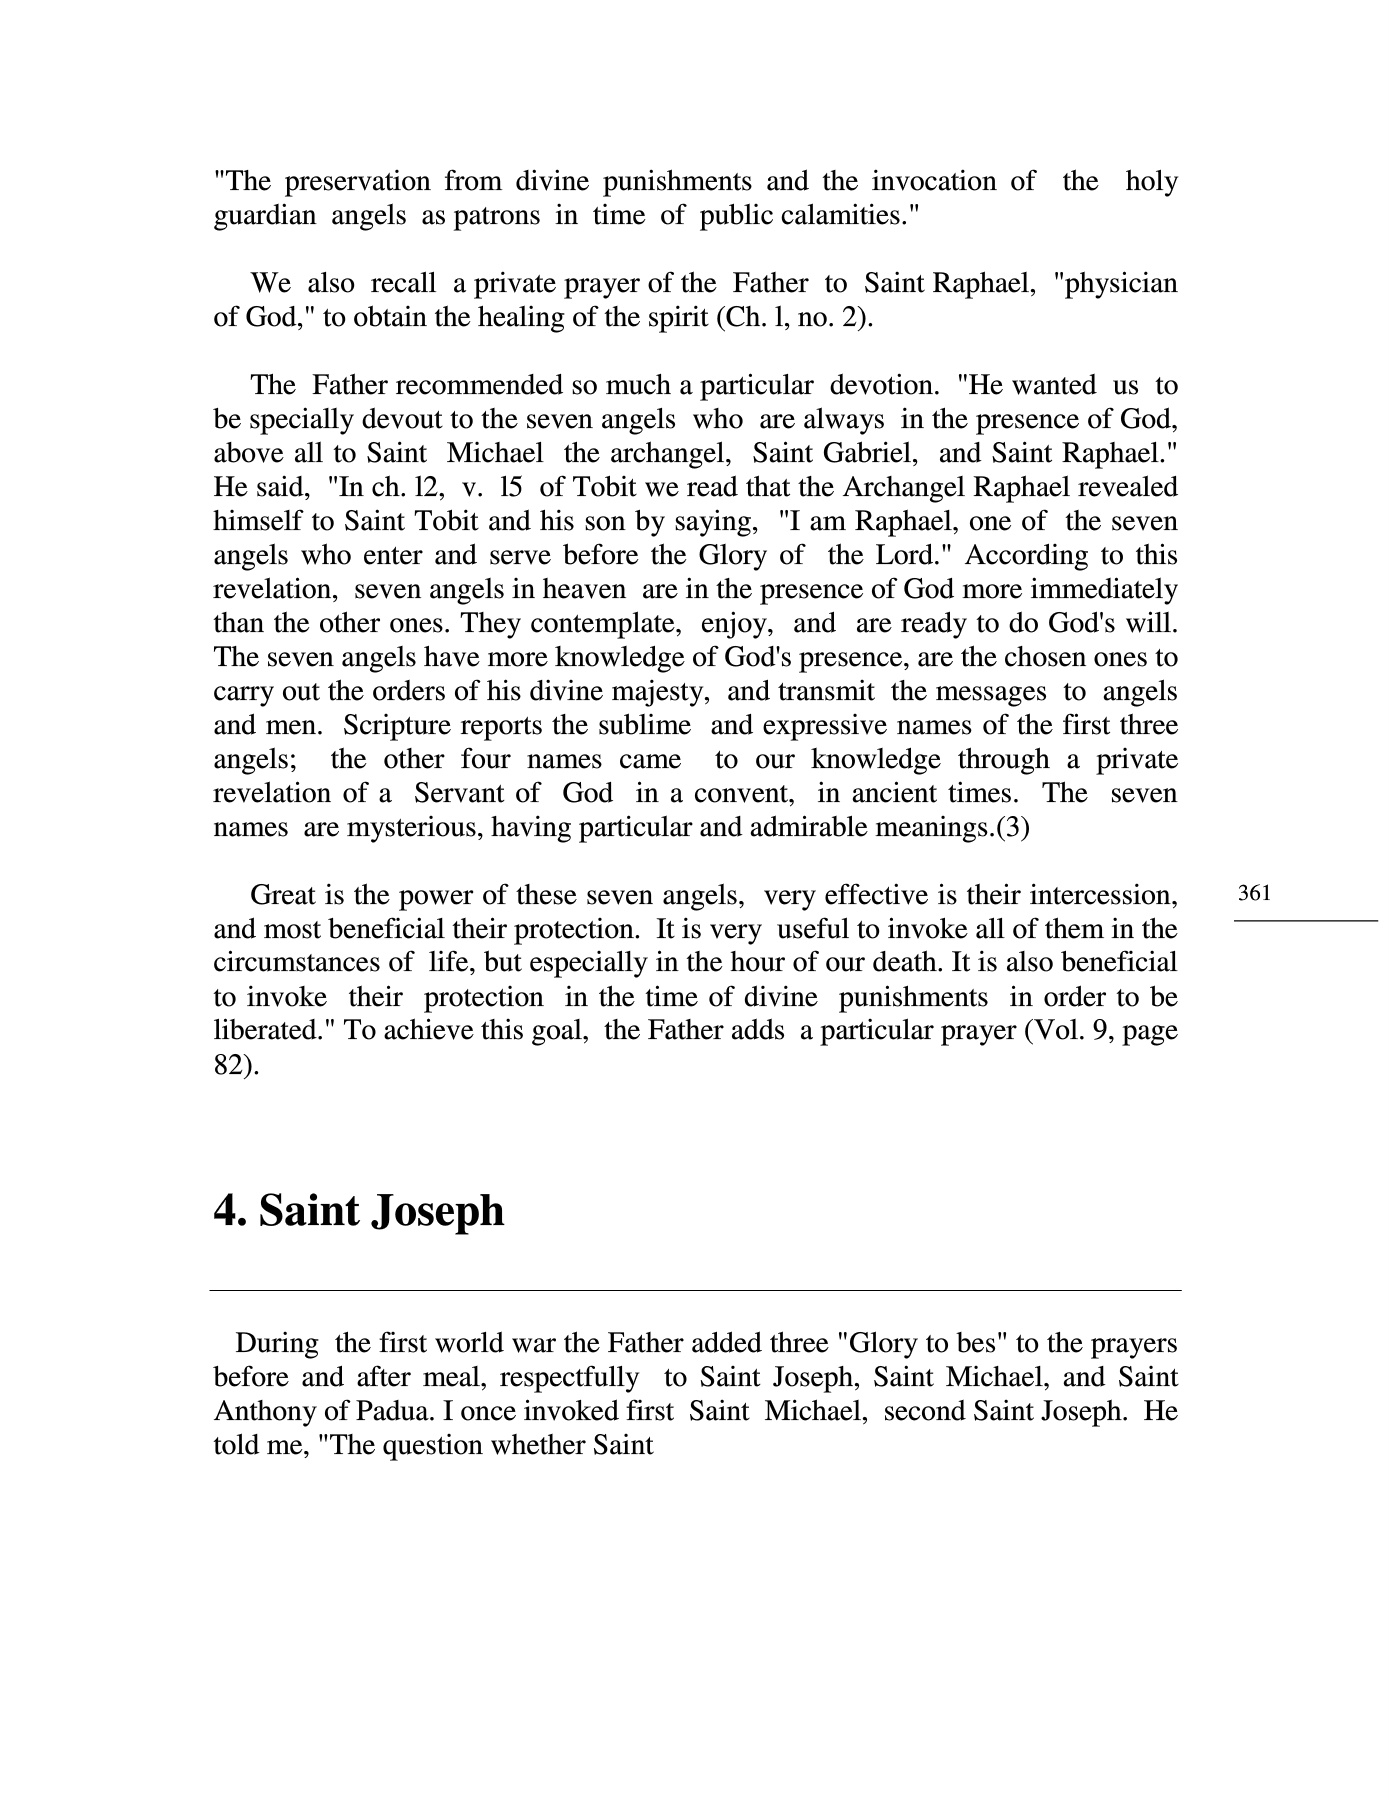 "The preservation from divine punishments and the invocation of the holy
guardian angels as patrons in time of public calamities."
We also recall a private prayer of the Father to Saint Raphael, "physician
of God," to obtain the healing of the spirit (Ch. l, no. 2).
The Father recommended so much a particular devotion. "He wanted us to
be specially devout to the seven angels who are always in the presence of God,
above all to Saint Michael the archangel, Saint Gabriel, and Saint Raphael."
He said, "In ch. l2, v. l5 of Tobit we read that the Archangel Raphael revealed
himself to Saint Tobit and his son by saying, "I am Raphael, one of the seven
angels who enter and serve before the Glory of the Lord." According to this
revelation, seven angels in heaven are in the presence of God more immediately
than the other ones. They contemplate, enjoy, and are ready to do God's will.
The seven angels have more knowledge of God's presence, are the chosen ones to
carry out the orders of his divine majesty, and transmit the messages to angels
and men. Scripture reports the sublime and expressive names of the first three
angels; the other four names came to our knowledge through a private
revelation of a Servant of God in a convent, in ancient times. The seven
names are mysterious, having particular and admirable meanings.(3)
Great is the power of these seven angels, very effective is their intercession,
and most beneficial their protection. It is very useful to invoke all of them in the
circumstances of life, but especially in the hour of our death. It is also beneficial
to invoke their protection in the time of divine punishments in order to be
liberated." To achieve this goal, the Father adds a particular prayer (Vol. 9, page
82).
361
4. Saint Joseph
During the first world war the Father added three "Glory to bes" to the prayers
before and after meal, respectfully to Saint Joseph, Saint Michael, and Saint
Anthony of Padua. I once invoked first Saint Michael, second Saint Joseph. He
told me, "The question whether Saint